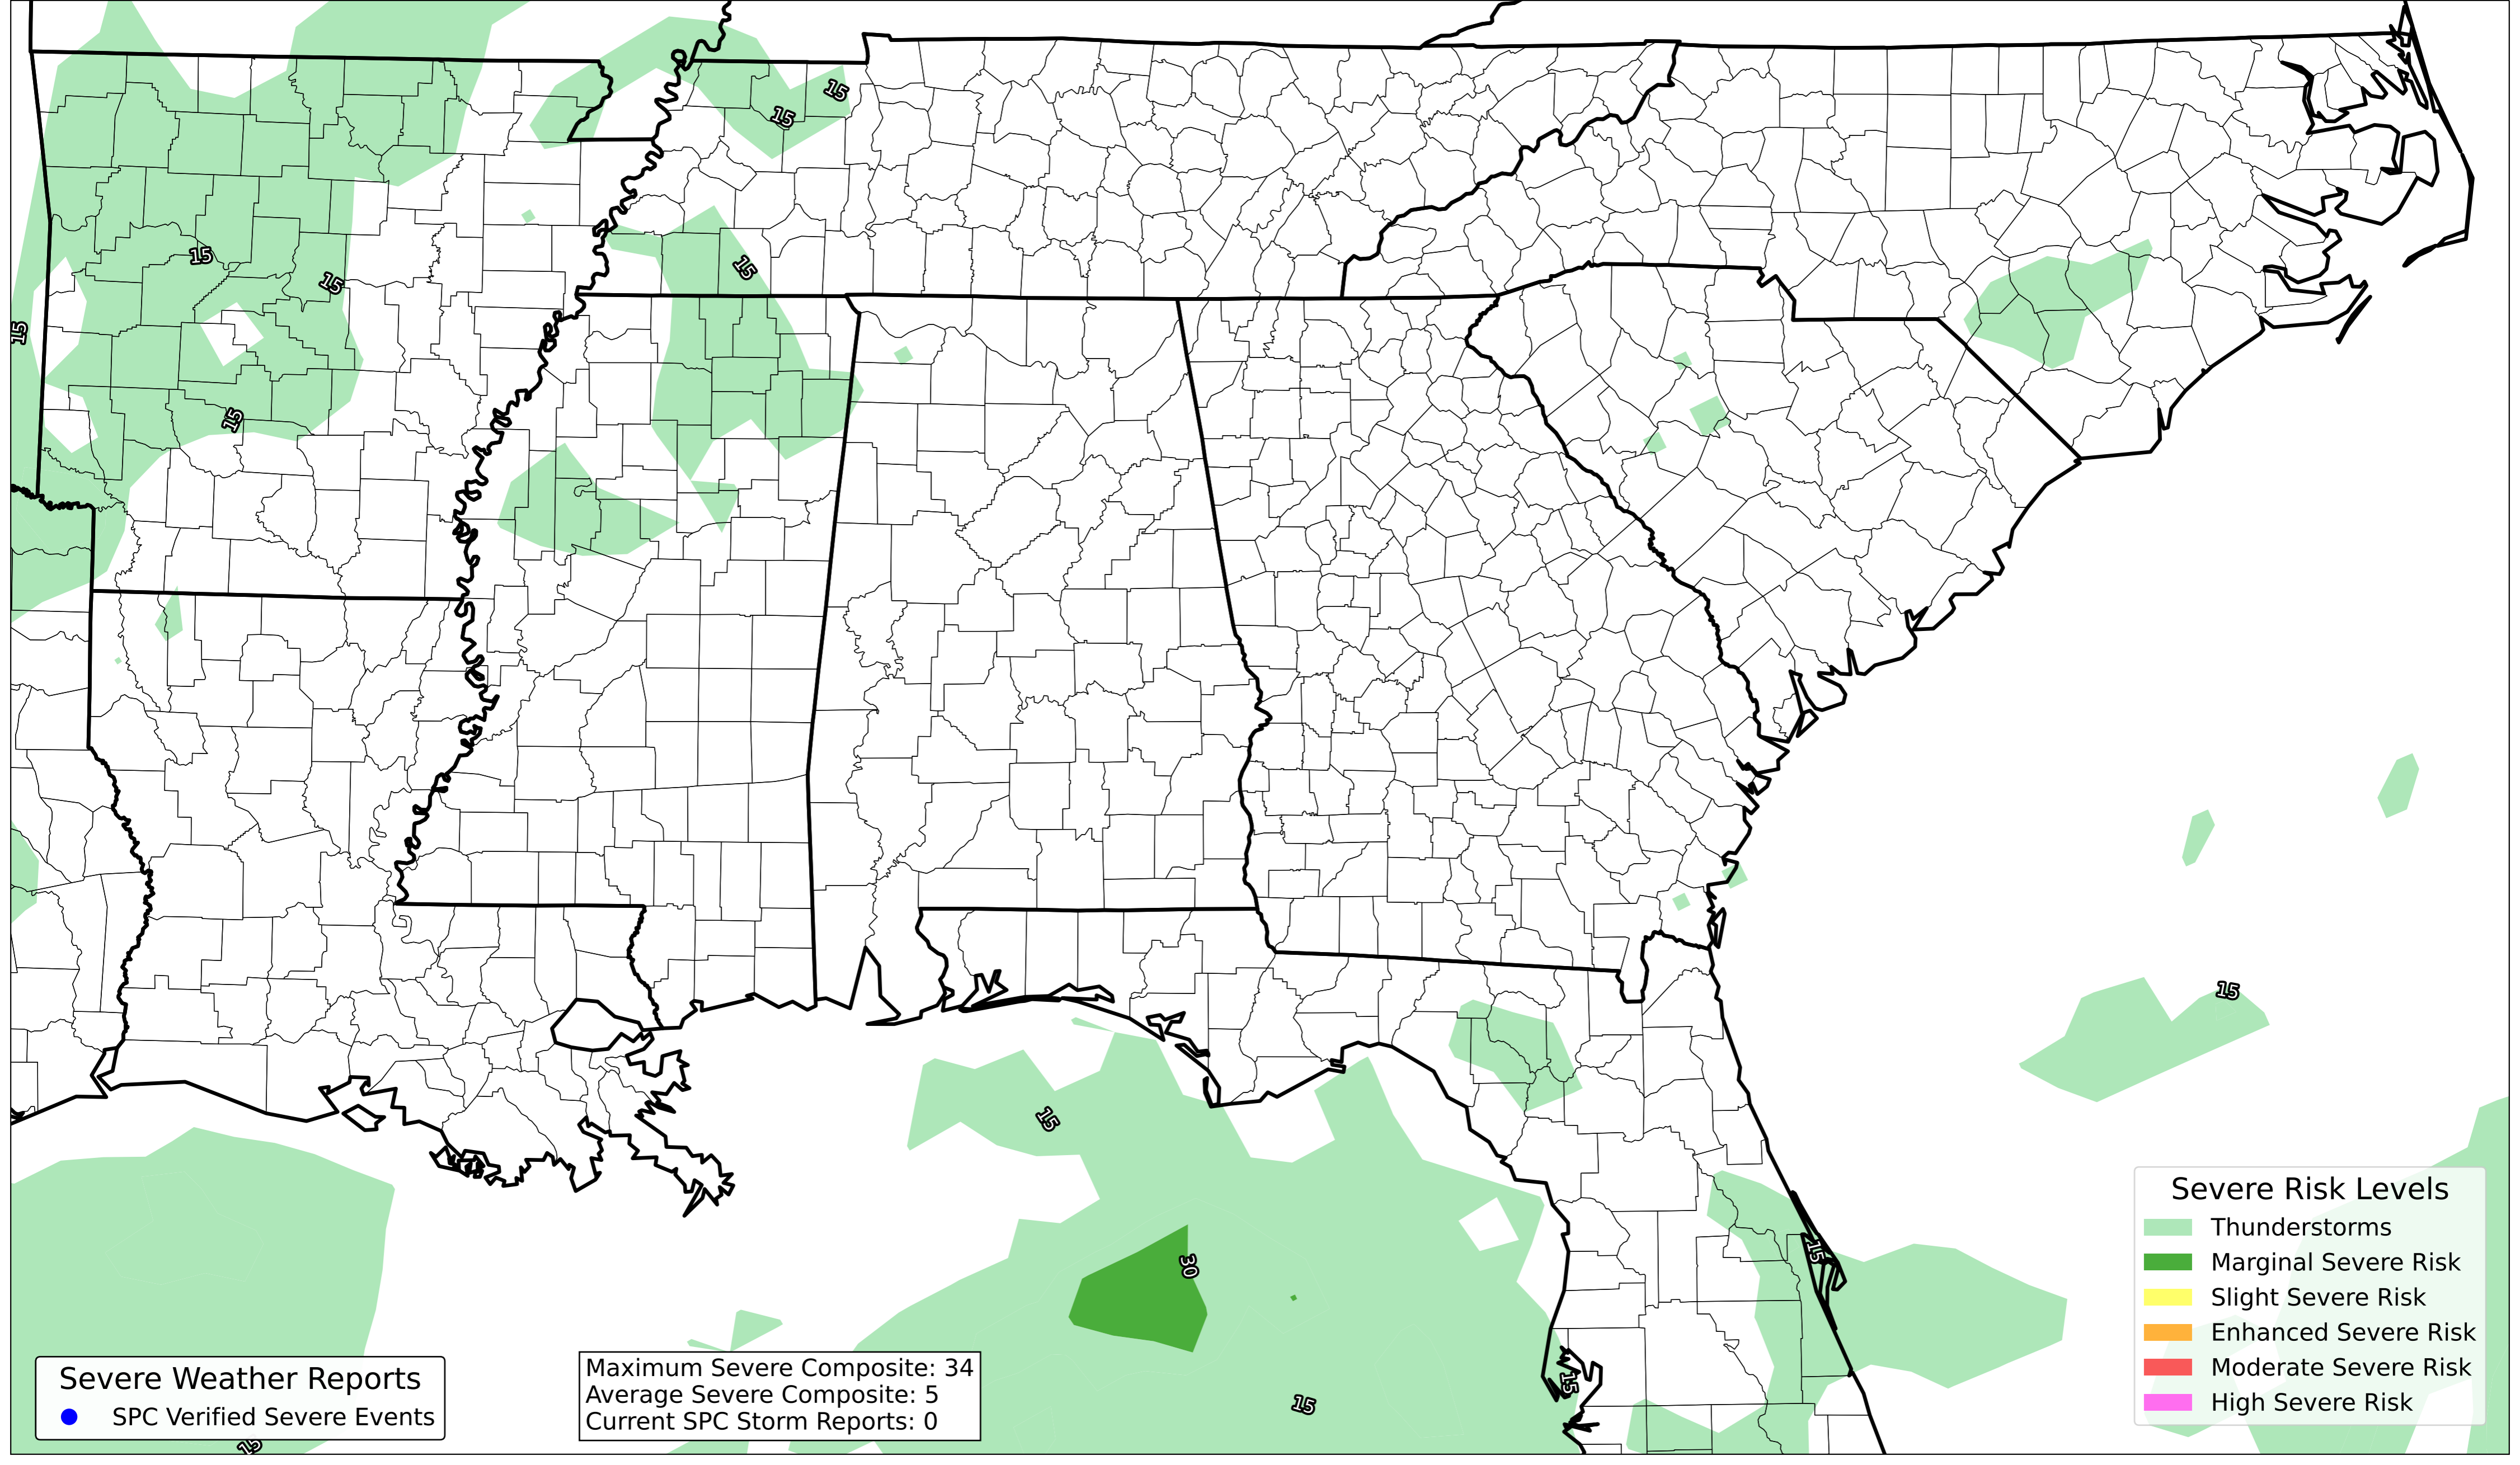 15
15
15
15
15
15
15
15
15
15
30
15
15
15
15
Severe Risk Levels
Thunderstorms
Marginal Severe Risk
Slight Severe Risk
Enhanced Severe Risk
Moderate Severe Risk
High Severe Risk
Severe Weather Reports
SPC Verified Severe Events
Maximum Severe Composite: 34
Average Severe Composite: 5
Current SPC Storm Reports: 0